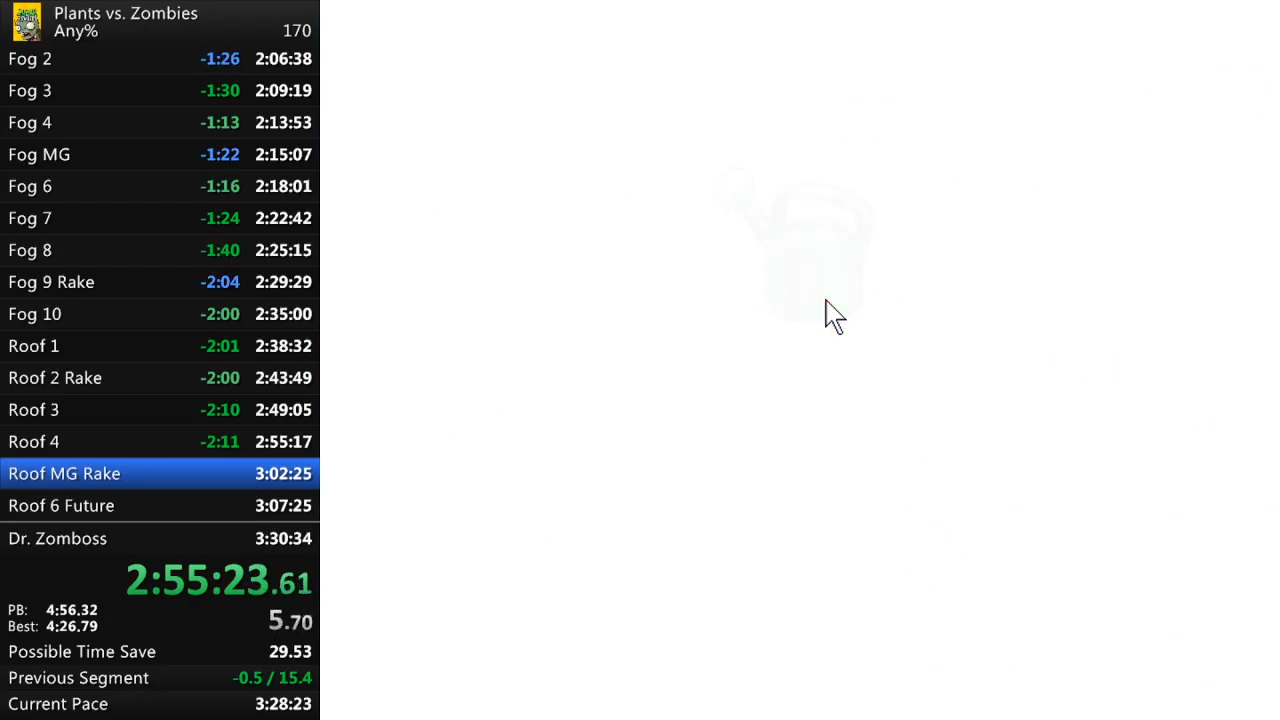 Plants vs. Zombies
Any% 170
Fog 2 -1:26 2:06:38
Fog 3 -1:30 2:09:19
Fog 4 -1:13 2:13:53
Fog MG -1:22 2:15:07
Fog 6 -1:16 2:18:01
Fog 7 -1:24 2:22:42
Fog 8 -1:40 2:25:15
Fog 9 Rake -2:04 2:29:29
Fog 10 -2:00 2:35:00
Roof 1 -2:01 2:38:32
Roof 2 Rake -2:00 2:43:49
Roof 3 -2:10 2:49:05
Roof 4 -2:11 2:55:17
Roof MG Rake 3:02:25
Roof 6 Future 3:07:25
Dr. Zomboss 3:30:34
2:55:23.61
PB: 4:56.32 5.70
Best: 4:26.79
Possible Time Save 29.53
Previous Segment -0.5 / 15.4
Current Pace 3:28:23